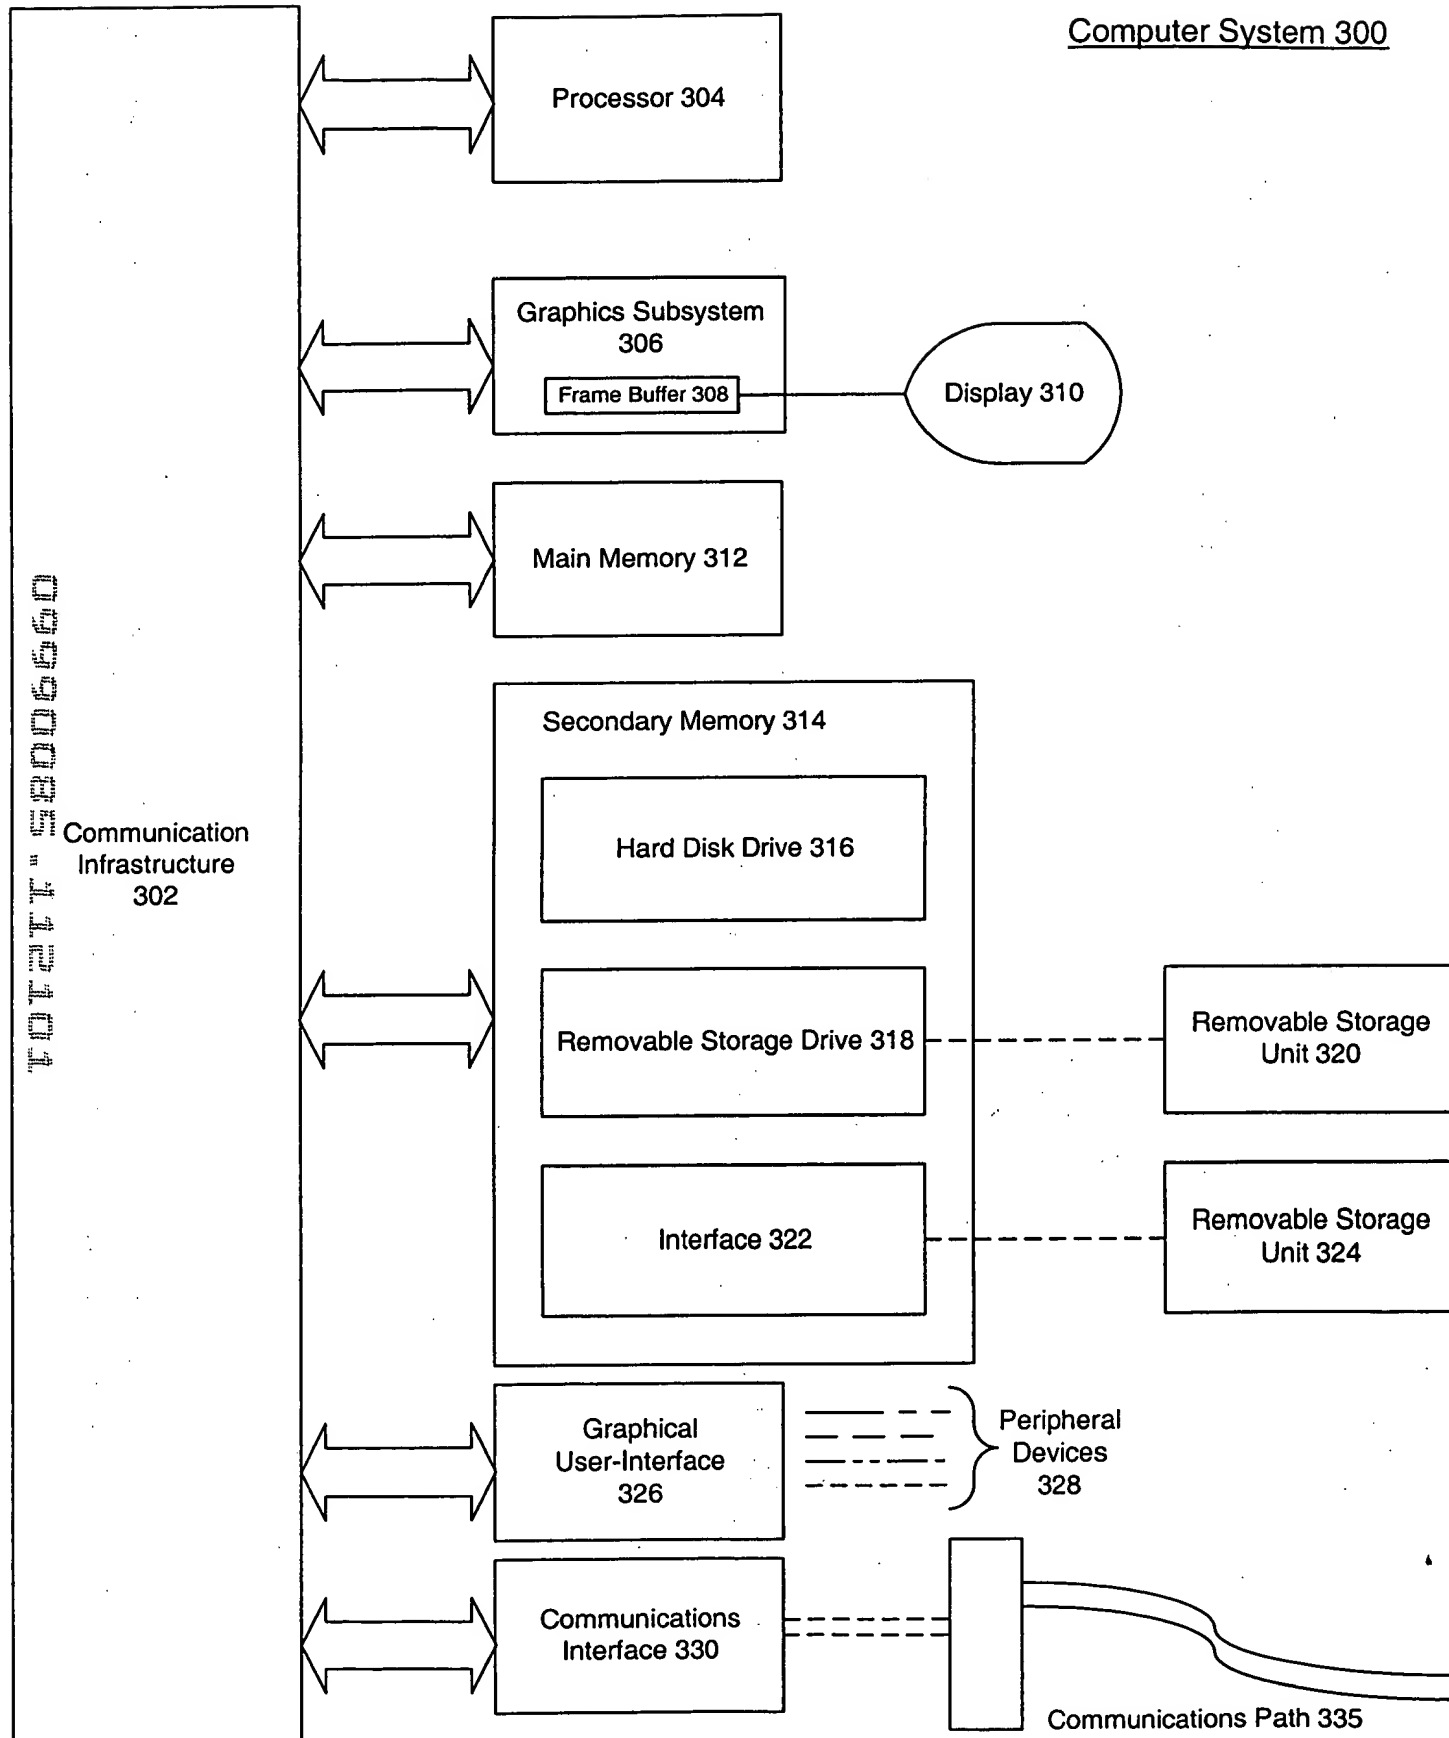 Computer System 300
Processor 304
Graphics Subsystem
306
Frame Buffer 308
Display 310
Main Memory 312
Secondary Memory 314
Hard Disk Drive 316
Communication
Infrastructure
302
Removable Storage Drive 318
Removable Storage
Unit 320
Interface 322
Removable Storage
Unit 324
Graphical
User-Interface
326
Peripheral
Devices
328
Communications
Interface 330
Communications Path 335
09990085 . 112101